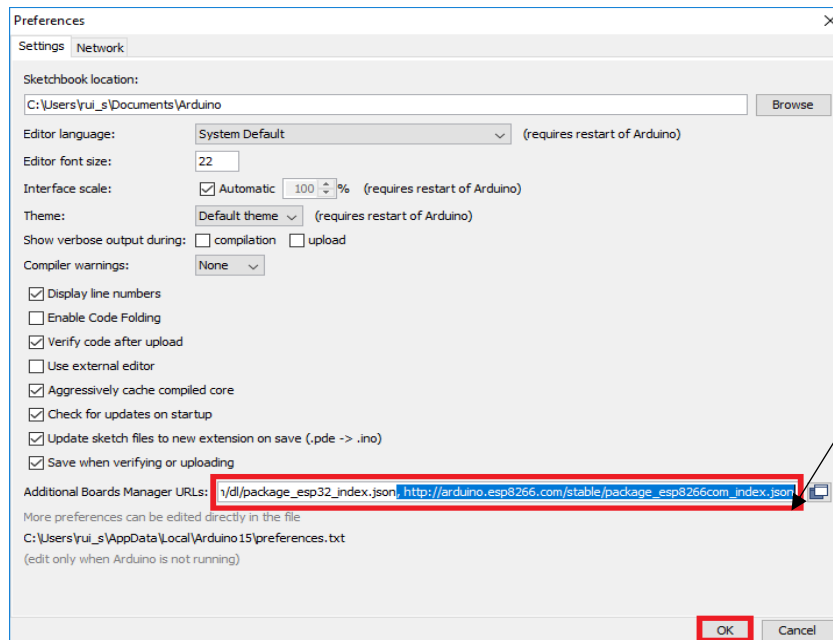 Preferences
Settings Network
Sketchbook location:
C:\Users\rui_s\Documents\Arduino Browse
Editor language: System Default (requires restart of Arduino)
Editor font size: 22
Interface scale: Automatic 100 % (requires restart of Arduino)
Theme: Default theme (requires restart of Arduino)
Show verbose output during: compilation upload
Compiler warnings: None
Display line numbers
Enable Code Folding
Verify code after upload
Use external editor
Aggressively cache compiled core
Check for updates on startup
Update sketch files to new extension on save (.pde -> .ino)
Save when verifying or uploading
Additional Boards Manager URLs: /dl/package_esp32_index.json, http://arduino.esp8266.com/stable/package_esp8266com_index.json
More preferences can be edited directly in the file
C:\Users\rui_s\AppData\Local\Arduino15\preferences.txt
(edit only when Arduino is not running)
OK Cancel